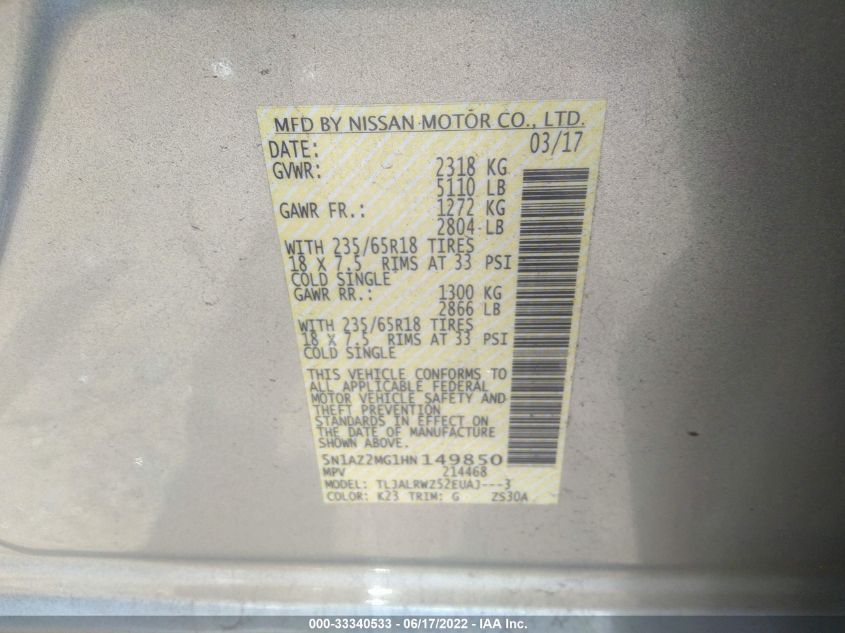 MFD BY NISSAN MOTOR CO., LTD.
DATE: 03/17
GVWR: 2318 KG
5110 LB
GAWR FR.: 1272 KG
2804 LB
WITH 235/65R18 TIRES
18 X 7.5 RIMS AT 33 PSI
COLD SINGLE
GAWR RR.: 1300 KG
2866 LB
WITH 235/65R18 TIRES
18 X 7.5 RIMS AT 33 PSI
COLD SINGLE
THIS VEHICLE CONFORMS TO
ALL APPLICABLE FEDERAL
MOTOR VEHICLE SAFETY AND
THEFT PREVENTION
STANDARDS IN EFFECT ON
THE DATE OF MANUFACTURE
SHOWN ABOVE.
5N1AZ2MG1HN149850
MPV 214468
MODEL: TLJALRWZ52EUAJ---3
COLOR: K23 TRIM: G ZS30A
000-33340533 - 06/17/2022 - IAA Inc.